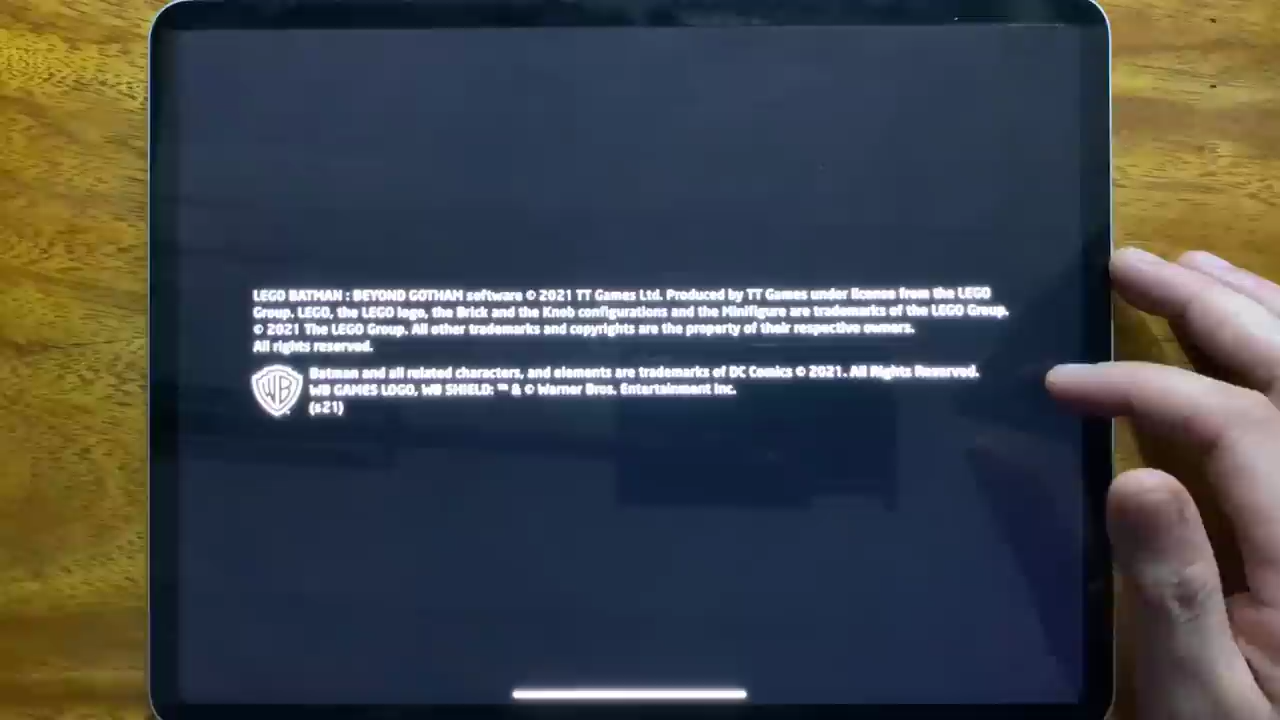 LEGO BATMAN : BEYOND GOTHAM software © 2021 TT Games Ltd. Produced by TT Games under license from the LEGO
Group. LEGO, the LEGO logo, the Brick and the Knob configurations and the Minifigure are trademarks of the LEGO Group.
© 2021 The LEGO Group. All other trademarks and copyrights are the property of their respective owners.
All rights reserved.
WB
Batman and all related characters, and elements are trademarks of DC Comics © 2021. All Rights Reserved.
WB GAMES LOGO, WB SHIELD: ™ & © Warner Bros. Entertainment Inc.
(s21)